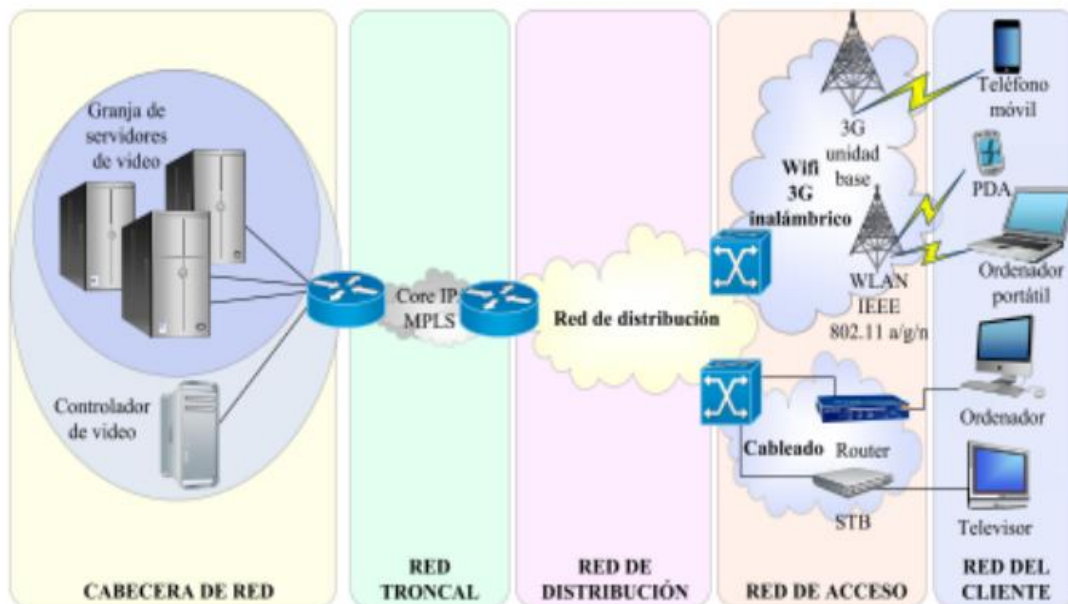 Granja de
servidores
de video
Controlador
de video
CABECERA DE RED
Core IP
MPLS
RED
TRONCAL
Red de distribución
RED DE
DISTRIBUCIÓN
3G
unidad
base
Wifi
3G
inalámbrico
WLAN
IEEE
802.11 a/g/n
Cableado
Router
STB
RED DE ACCESO
Teléfono
móvil
PDA
Ordenador
portátil
Ordenador
Televisor
RED DEL
CLIENTE